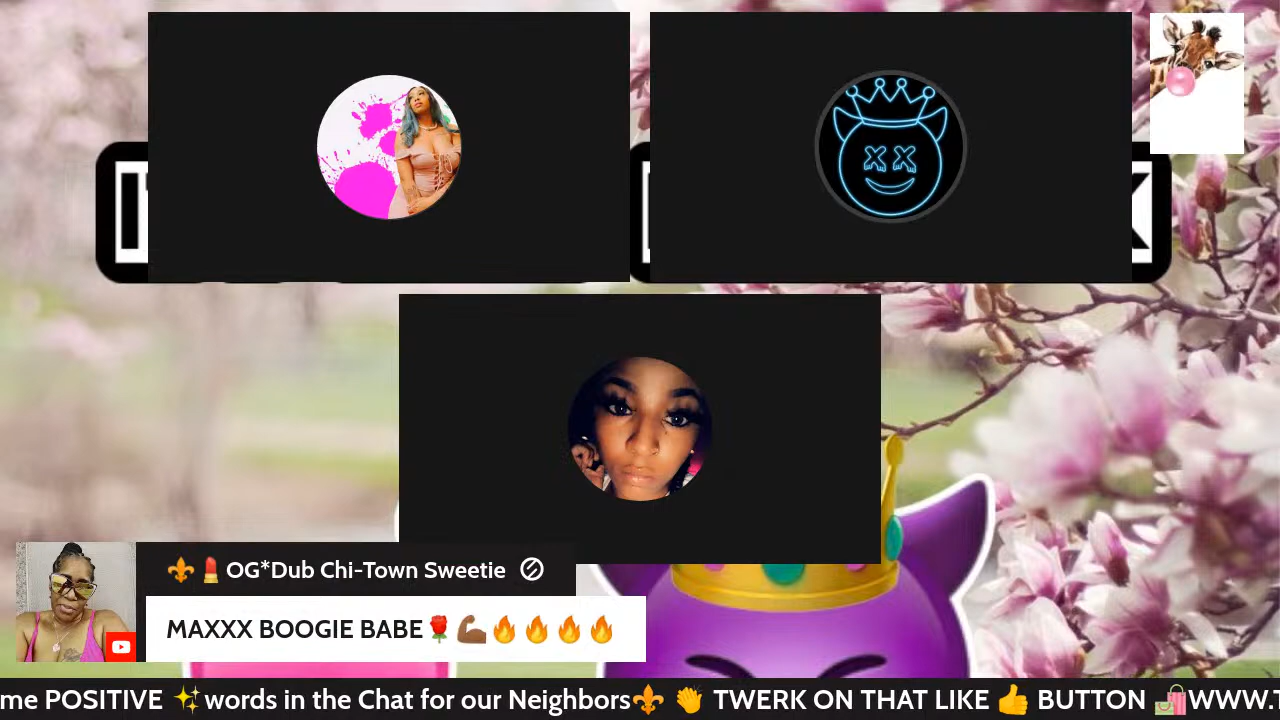 ⚜️💄OG*Dub Chi-Town Sweetie
MAXXX BOOGIE BABE🌹💪🏾🔥🔥🔥🔥
me POSITIVE ✨words in the Chat for our Neighbors⚜️ 👏 TWERK ON THAT LIKE 👍 BUTTON 🛍️WWW.